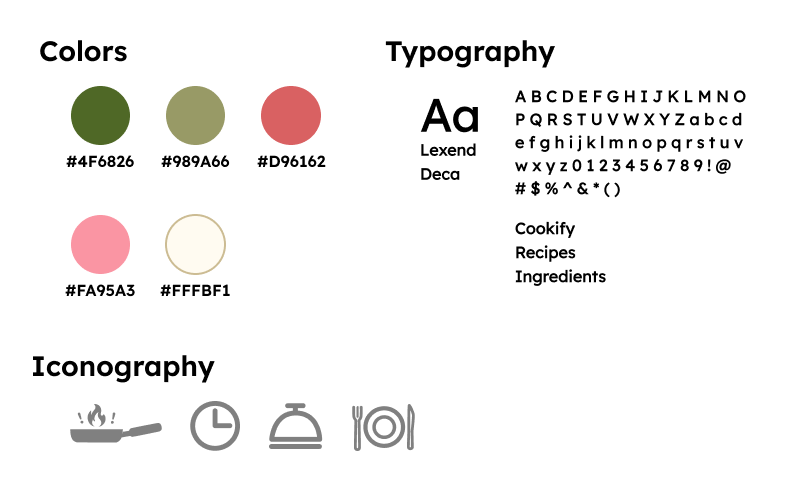 Colors
#4F6826 #989A66 #D96162
#FA95A3 #FFFBF1
Typography
Aa
Lexend
Deca
A B C D E F G H I J K L M N O
P Q R S T U V W X Y Z a b c d
e f g h i j k l m n o p q r s t u v
w x y z 0 1 2 3 4 5 6 7 8 9 ! @
# $ % ^ & * ( )
Cookify
Recipes
Ingredients
Iconography